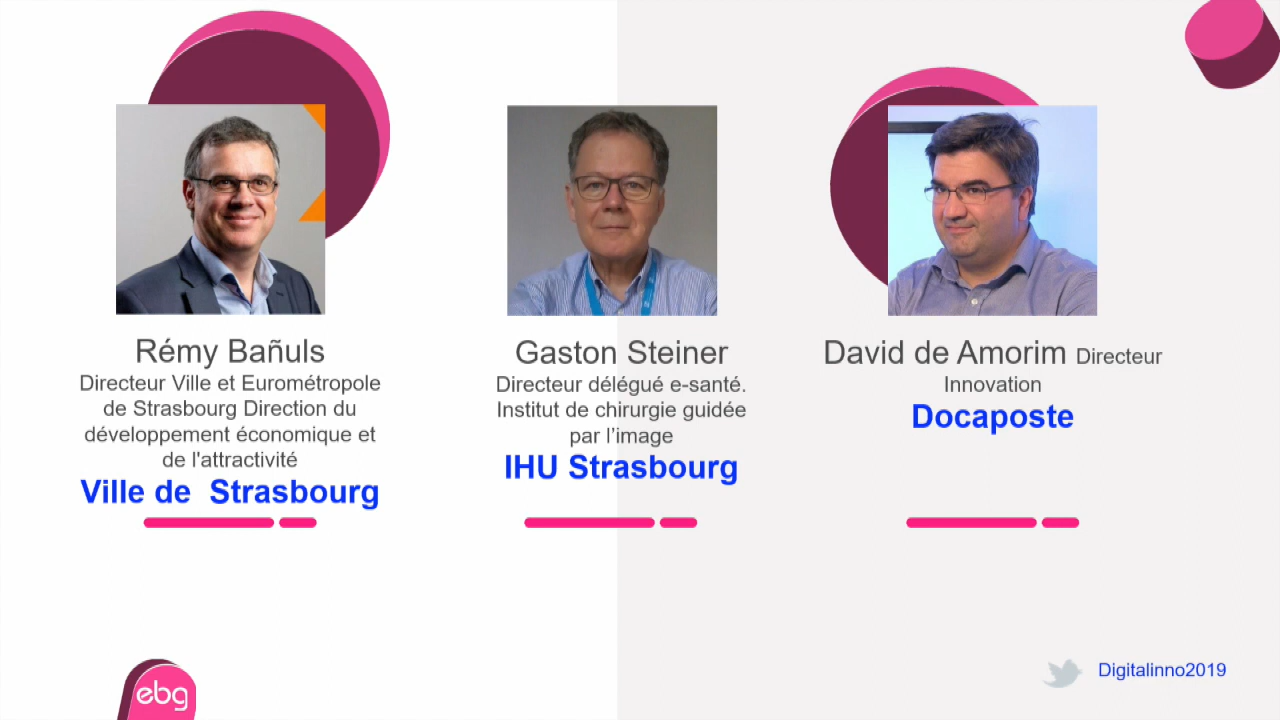 Rémy Bañuls
Directeur Ville et Eurométropole
de Strasbourg Direction du
développement économique et
de l'attractivité
Ville de  Strasbourg
Gaston Steiner
Directeur délégué e-santé.
Institut de chirurgie guidée
par l’image
IHU Strasbourg
David de Amorim Directeur
Innovation
Docaposte
ebg
Digitalinno2019